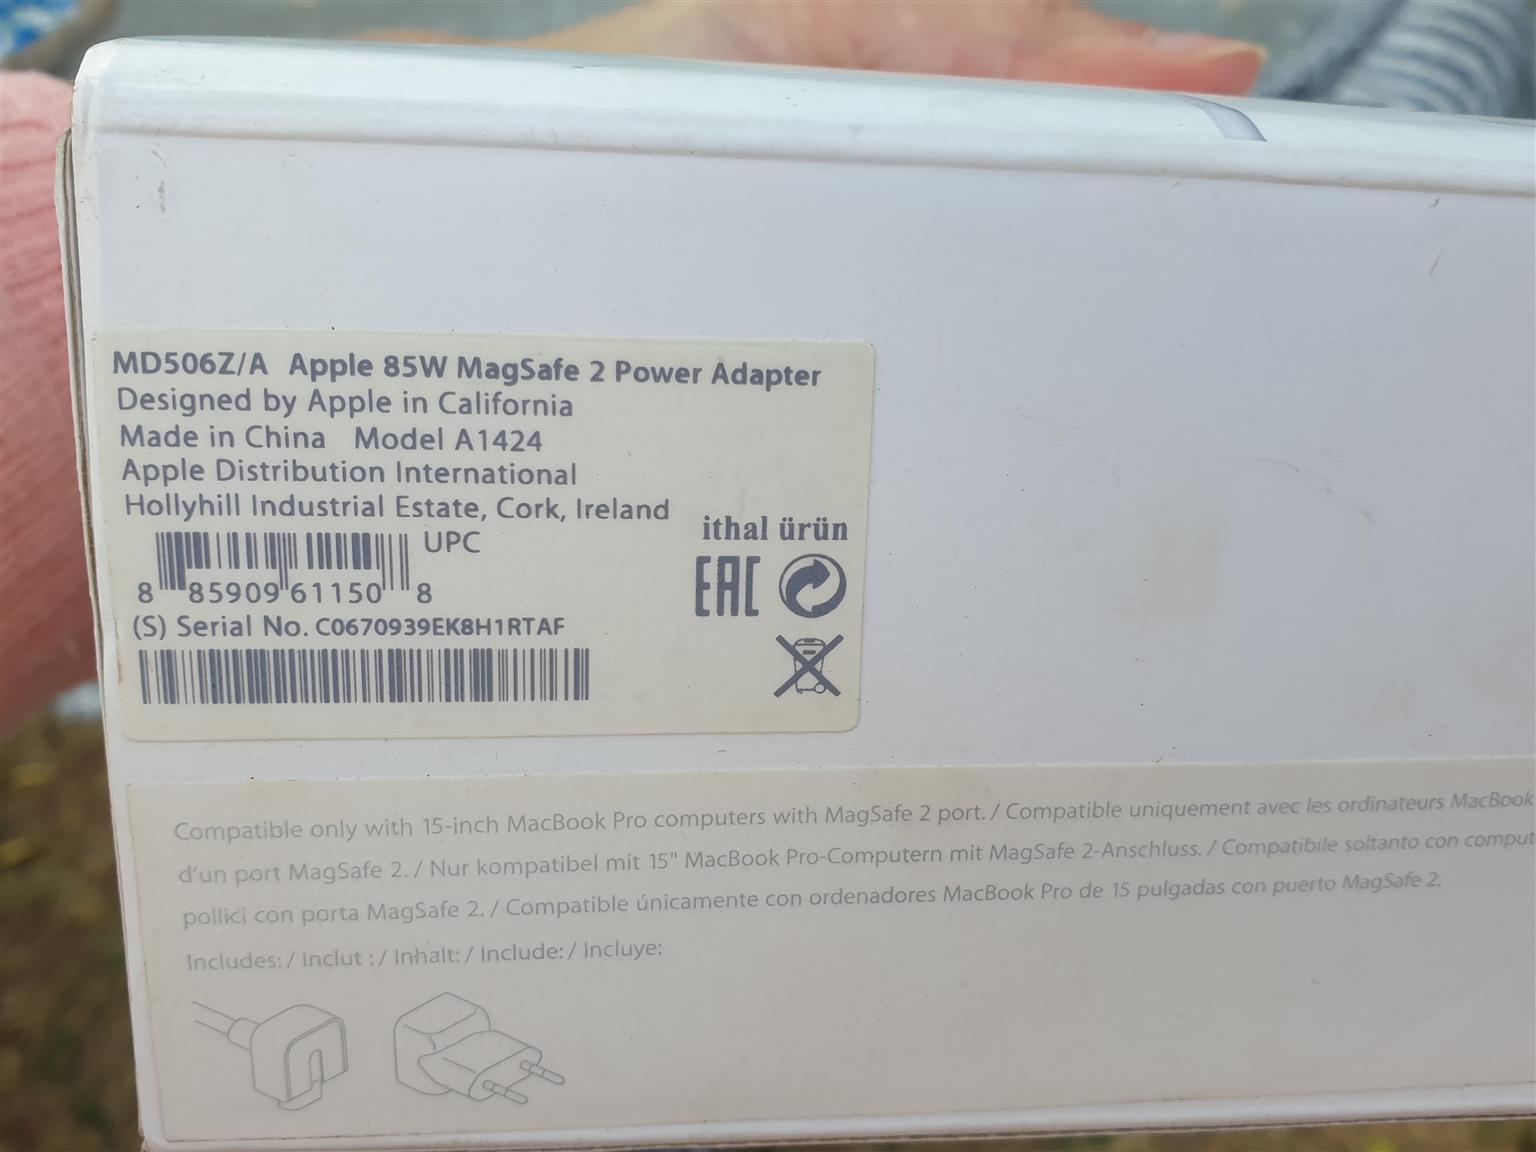 MD506Z/A Apple 85W MagSafe 2 Power Adapter
Designed by Apple in California
Made in China Model A1424
Apple Distribution International
Hollyhill Industrial Estate, Cork, Ireland
ithal ürün
UPC
EAC
8 85909 61150 8
(S) Serial No. C0670939EK8H1RTAF
Compatible only with 15-inch MacBook Pro computers with MagSafe 2 port. / Compatible uniquement avec les ordinateurs MacBook
d'un port MagSafe 2. / Nur kompatibel mit 15" MacBook Pro-Computern mit MagSafe 2-Anschluss. / Compatibile soltanto con comput
pollici con porta MagSafe 2. / Compatible únicamente con ordenadores MacBook Pro de 15 pulgadas con puerto MagSafe 2.
Includes: / Inclut : / Inhalt: / Include: / Incluye: